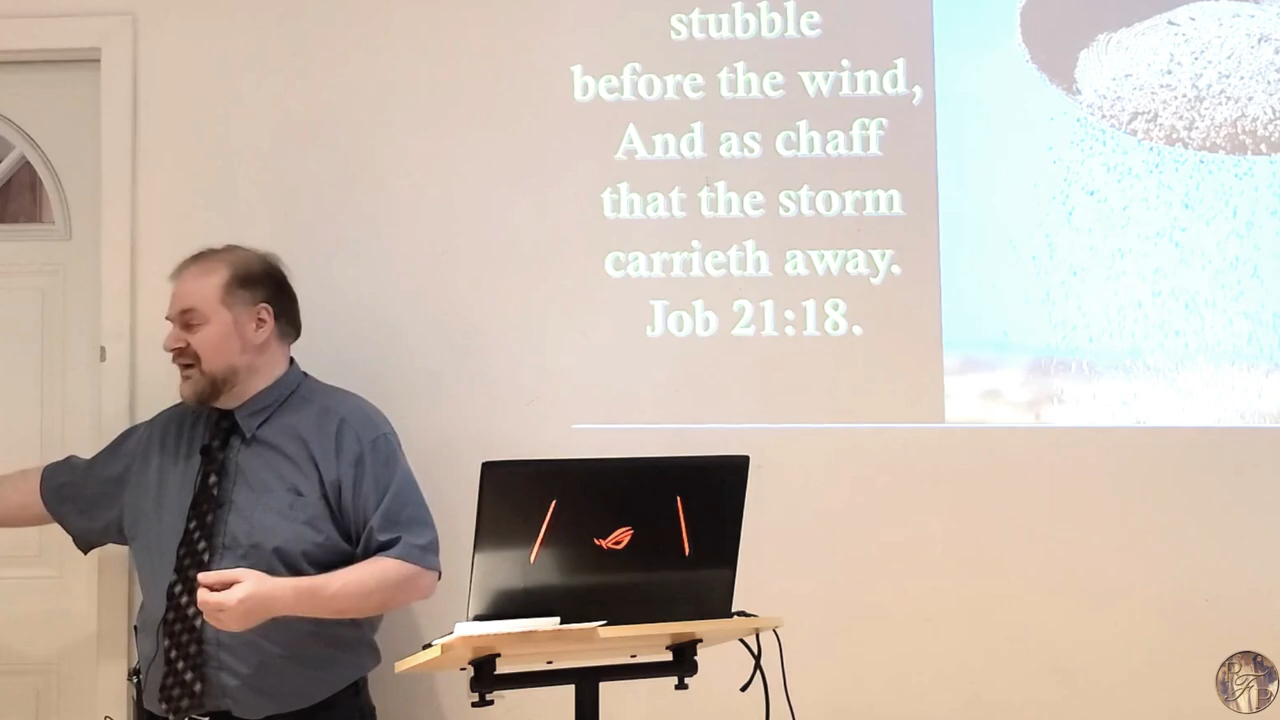 stubble
before the wind,
And as chaff
that the storm
carrieth away.
Job 21:18.